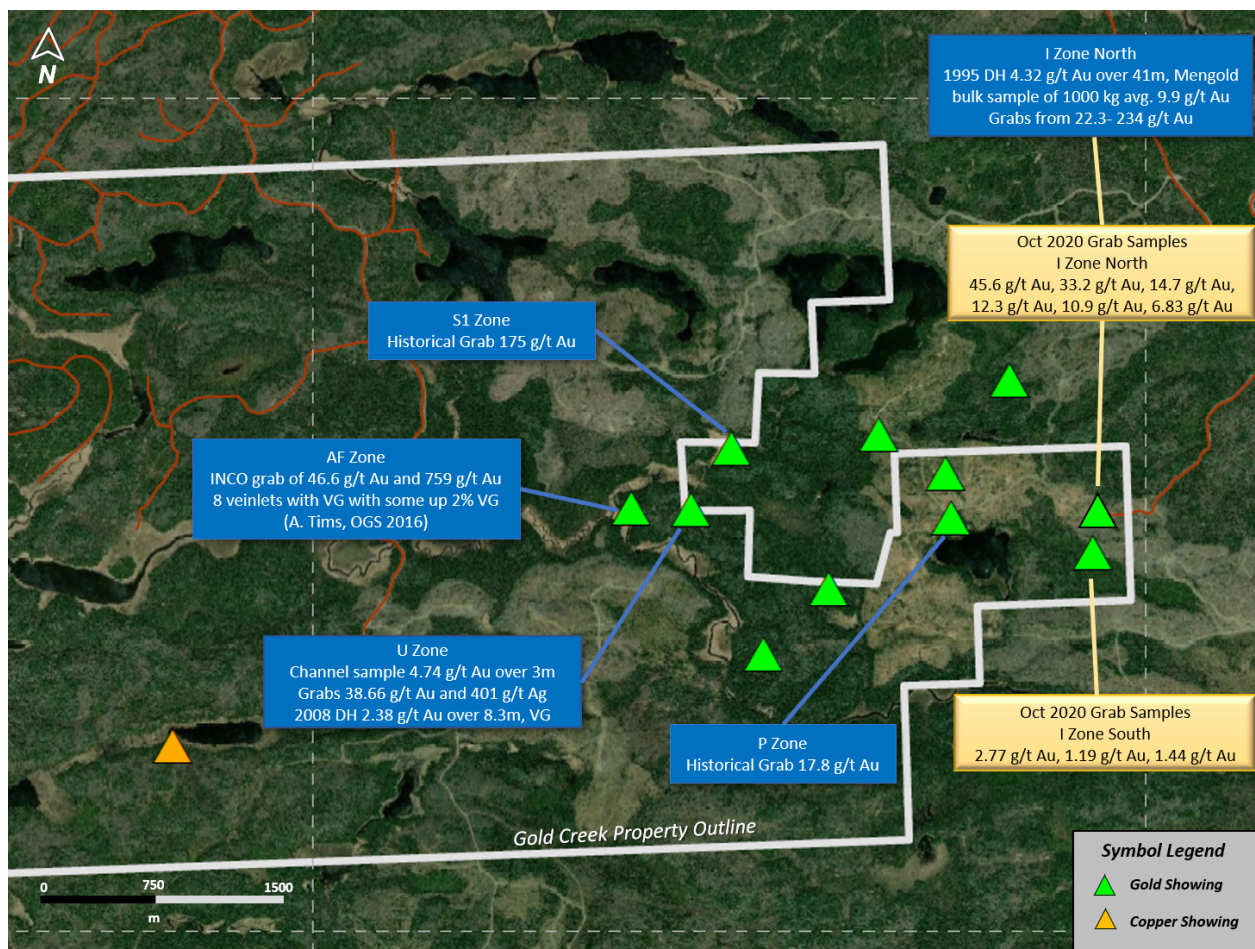 N
I Zone North
1995 DH 4.32 g/t Au over 41m, Mengold
bulk sample of 1000 kg avg. 9.9 g/t Au
Grabs from 22.3- 234 g/t Au
Oct 2020 Grab Samples
I Zone North
45.6 g/t Au, 33.2 g/t Au, 14.7 g/t Au,
12.3 g/t Au, 10.9 g/t Au, 6.83 g/t Au
S1 Zone
Historical Grab 175 g/t Au
AF Zone
INCO grab of 46.6 g/t Au and 759 g/t Au
8 veinlets with VG with some up 2% VG
(A. Tims, OGS 2016)
U Zone
Channel sample 4.74 g/t Au over 3m
Grabs 38.66 g/t Au and 401 g/t Ag
2008 DH 2.38 g/t Au over 8.3m, VG
P Zone
Historical Grab 17.8 g/t Au
Oct 2020 Grab Samples
I Zone South
2.77 g/t Au, 1.19 g/t Au, 1.44 g/t Au
Gold Creek Property Outline
0 750 1500
m
Symbol Legend
Gold Showing
Copper Showing